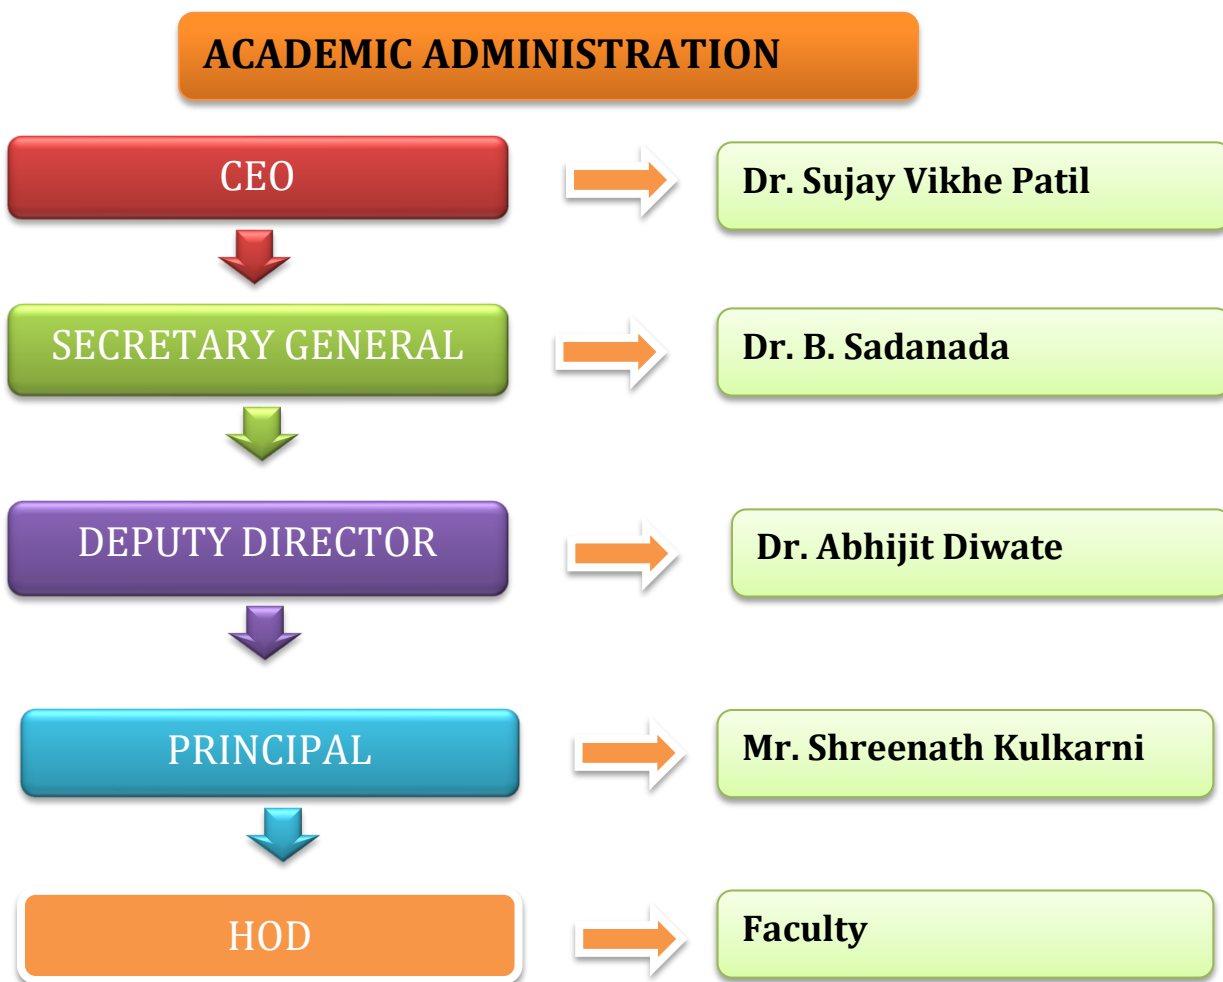 ACADEMIC ADMINISTRATION
CEO
Dr. Sujay Vikhe Patil
SECRETARY GENERAL
Dr. B. Sadanada
DEPUTY DIRECTOR
Dr. Abhijit Diwate
PRINCIPAL
Mr. Shreenath Kulkarni
HOD
Faculty